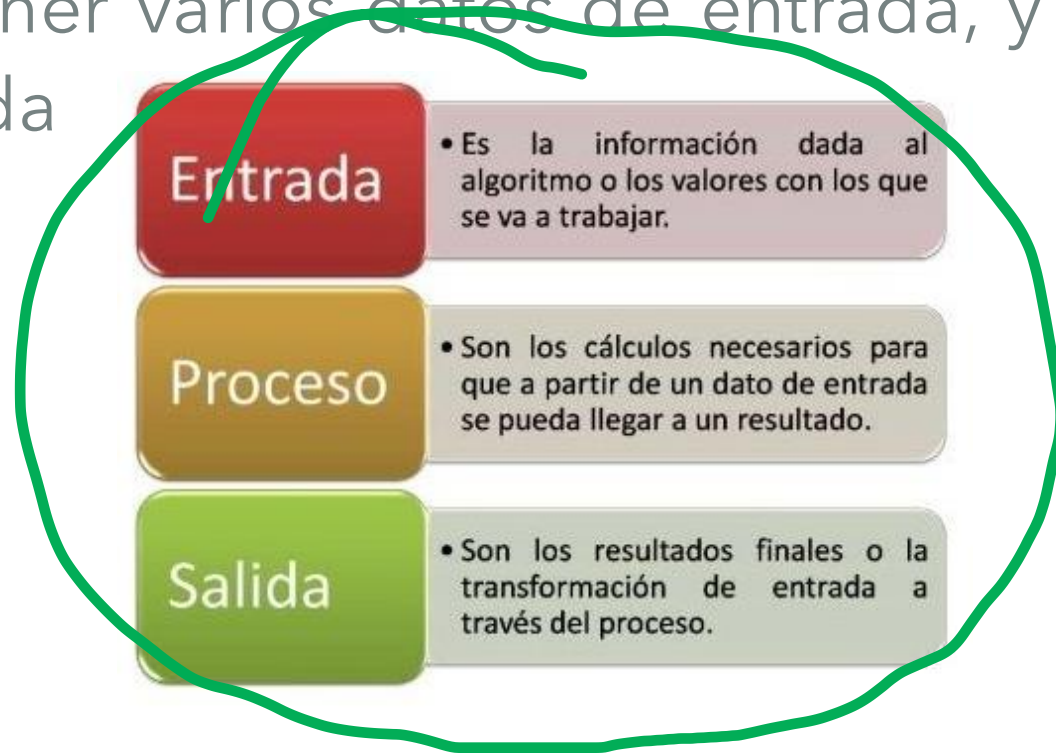 ner varios datos de entrada, y
da
Entrada
• Es la información dada al
algoritmo o los valores con los que
se va a trabajar.
Proceso
• Son los cálculos necesarios para
que a partir de un dato de entrada
se pueda llegar a un resultado.
Salida
• Son los resultados finales o la
transformación de entrada a
través del proceso.